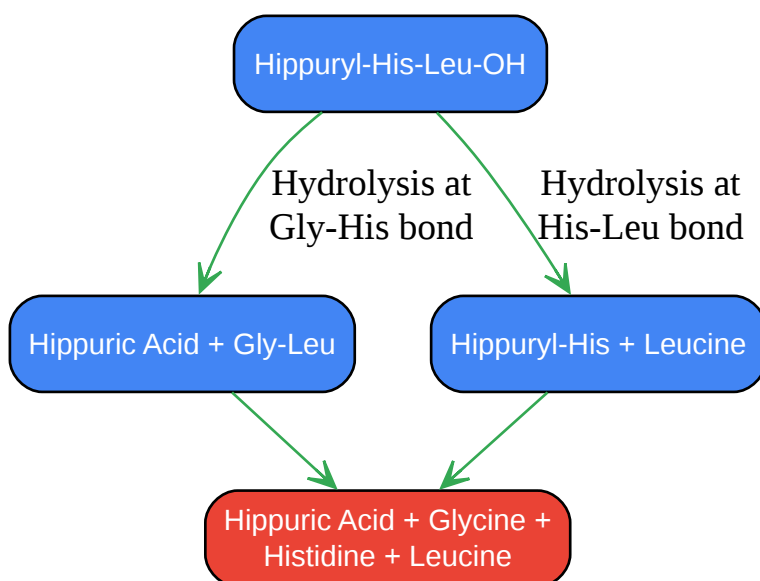 Hippuryl-His-Leu-OH
Hydrolysis at
Gly-His bond
Hydrolysis at
His-Leu bond
Hippuric Acid + Gly-Leu
Hippuryl-His + Leucine
Hippuric Acid + Glycine +
Histidine + Leucine